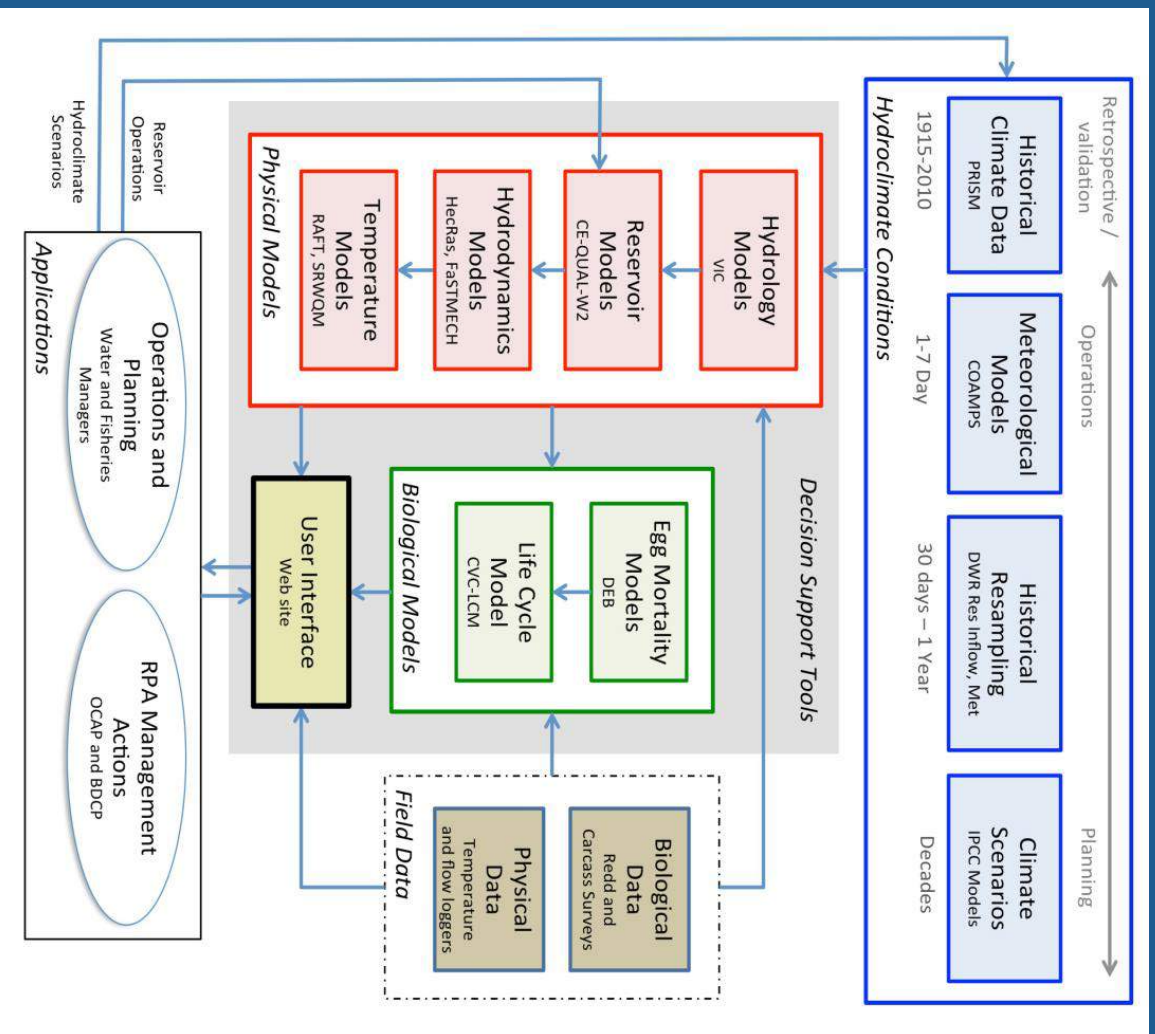 Retrospective /
validation
Operations
Planning
Historical
Climate Data
PRISM
Meteorological
Models
COAMPS
Historical
Resampling
DWR Res Inflow, Met
Climate
Scenarios
IPCC Models
1915-2010
1-7 Day
30 days – 1 Year
Decades
Hydroclimate Conditions
Decision Support Tools
Hydrology
Models
VIC
Reservoir
Models
CE-QUAL-W2
Hydrodynamics
Models
HecRas, FaSTMECH
Temperature
Models
RAFT, SRWQM
Physical Models
Egg Mortality
Models
DEB
Life Cycle
Model
CVC-LCM
Biological Models
Biological
Data
Redd and
Carcass Surveys
Physical
Data
Temperature
and flow loggers
Field Data
User Interface
Web site
Reservoir
Operations
Hydroclimate
Scenarios
Operations and
Planning
Water and Fisheries
Managers
RPA Management
Actions
OCAP and BDCP
Applications